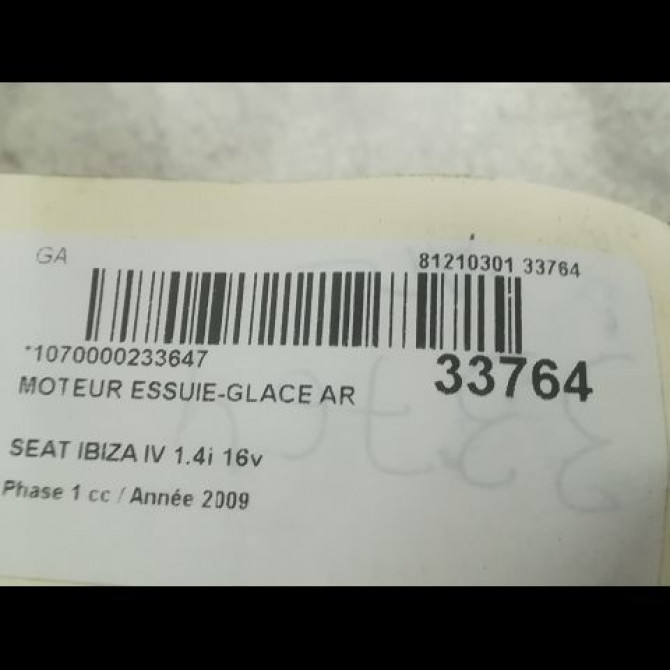 GA
81210301 33764
*1070000233647
33764
MOTEUR ESSUIE-GLACE AR
SEAT IBIZA IV 1.4i 16v
Phase 1 cc / Année 2009